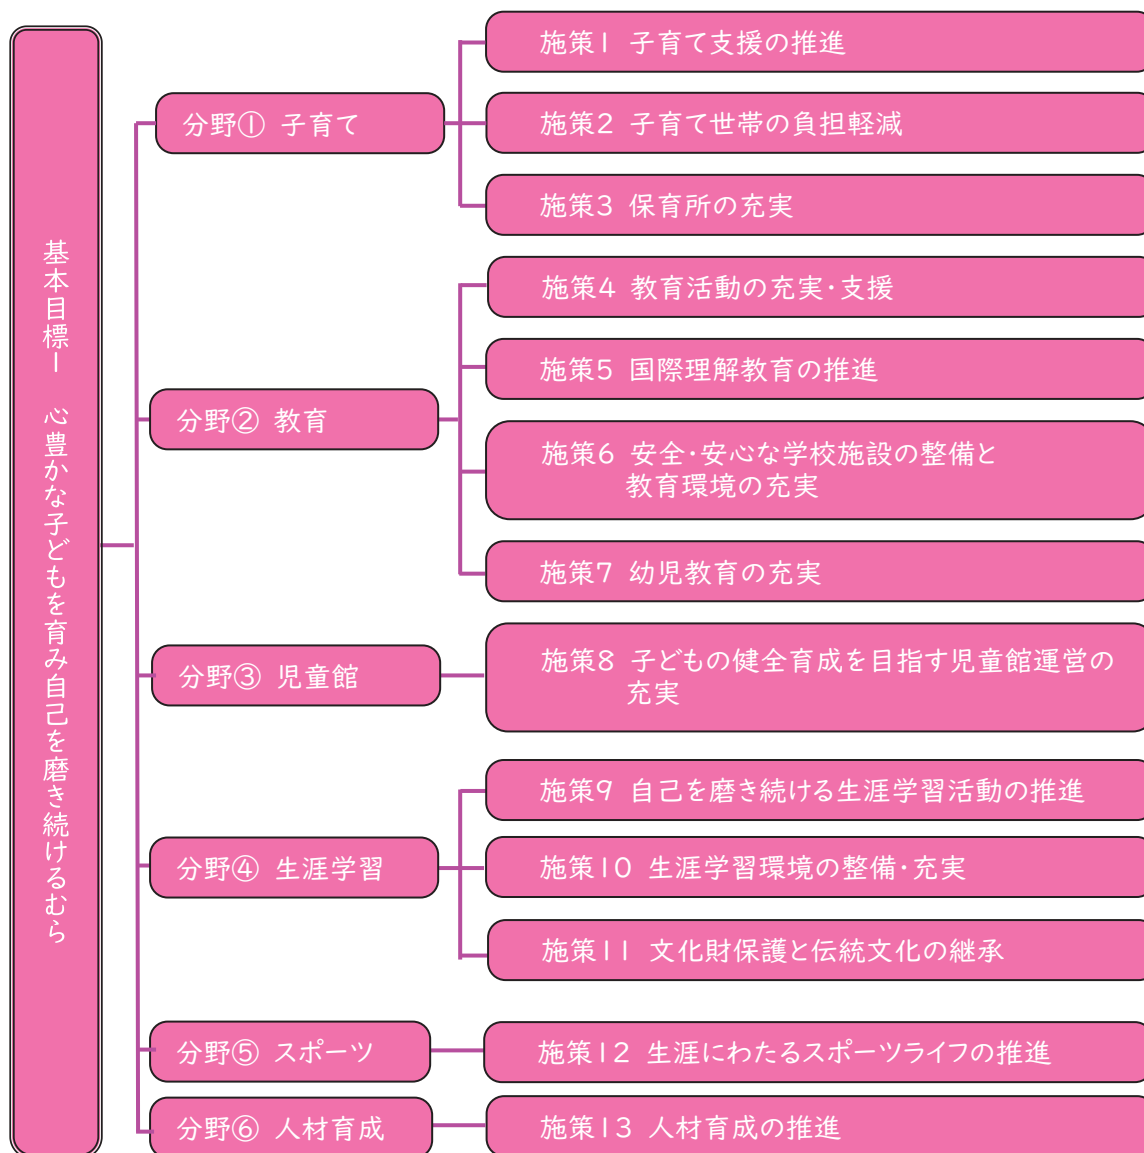 基本目標1 心豊かな子どもを育み自己を磨き続けるむら
分野① 子育て
施策1 子育て支援の推進
施策2 子育て世帯の負担軽減
施策3 保育所の充実
分野② 教育
施策4 教育活動の充実・支援
施策5 国際理解教育の推進
施策6 安全・安心な学校施設の整備と
教育環境の充実
施策7 幼児教育の充実
分野③ 児童館
施策8 子どもの健全育成を目指す児童館運営の
充実
分野④ 生涯学習
施策9 自己を磨き続ける生涯学習活動の推進
施策10 生涯学習環境の整備・充実
施策11 文化財保護と伝統文化の継承
分野⑤ スポーツ
施策12 生涯にわたるスポーツライフの推進
分野⑥ 人材育成
施策13 人材育成の推進